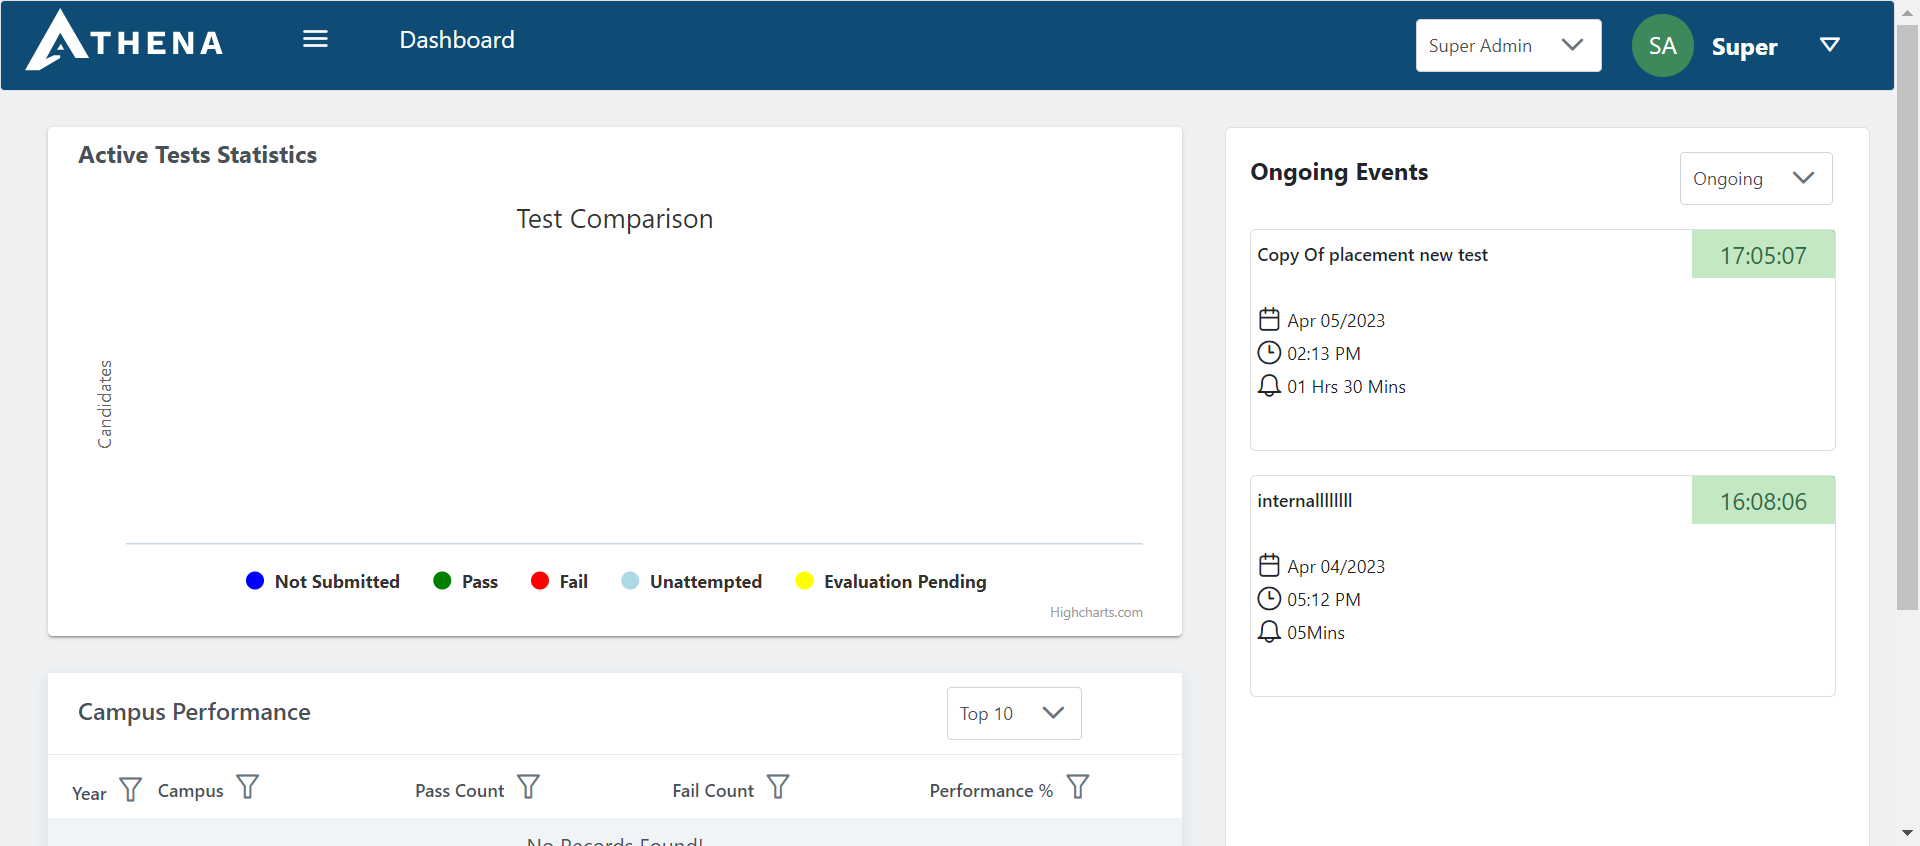 ATHENA
Dashboard
Super Admin
SA
Super
Active Tests Statistics
Test Comparison
Candidates
Not Submitted
Pass
Fail
Unattempted
Evaluation Pending
Highcharts.com
Ongoing Events
Ongoing
Copy Of placement new test
17:05:07
Apr 05/2023
02:13 PM
01 Hrs 30 Mins
internallllllll
16:08:06
Apr 04/2023
05:12 PM
05Mins
Campus Performance
Top 10
Year
Campus
Pass Count
Fail Count
Performance %
No Records Found!